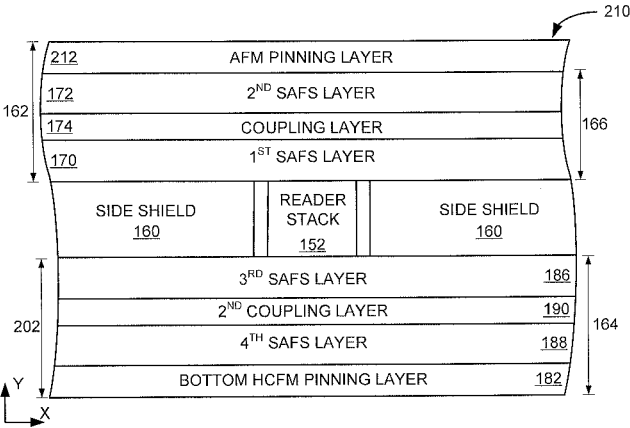 210
212 AFM PINNING LAYER
172 2ND SAFS LAYER
162
174 COUPLING LAYER
166
170 1ST SAFS LAYER
SIDE SHIELD
160
READER
STACK
152
SIDE SHIELD
160
3RD SAFS LAYER 186
202
2ND COUPLING LAYER 190
164
4TH SAFS LAYER 188
BOTTOM HCFM PINNING LAYER 182
Y
X